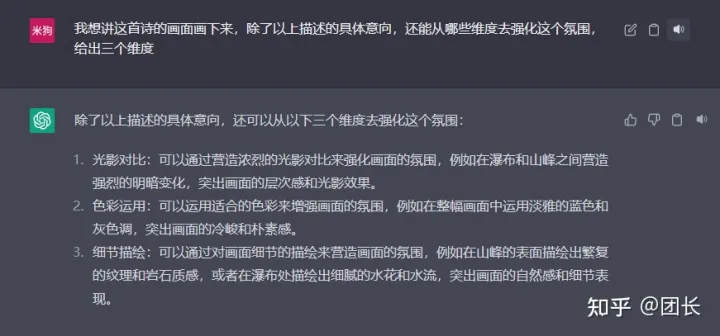 米狗
我想讲这首诗的画面画下来，除了以上描述的具体意向，还能从哪些维度去强化这个氛围，
给出三个维度
除了以上描述的具体意向，还可以从以下三个维度去强化这个氛围：
1. 光影对比：可以通过营造浓烈的光影对比来强化画面的氛围，例如在瀑布和山峰之间营造
强烈的明暗变化，突出画面的层次感和光影效果。
2. 色彩运用：可以运用适合的色彩来增强画面的氛围，例如在整幅画面中运用淡雅的蓝色和
灰色调，突出画面的冷峻和朴素感。
3. 细节描绘：可以通过对画面细节的描绘来营造画面的氛围，例如在山峰的表面描绘出繁复
的纹理和岩石质感，或者在瀑布处描绘出细腻的水花和水流，突出画面的自然感和细节表
现。
知乎 @团长